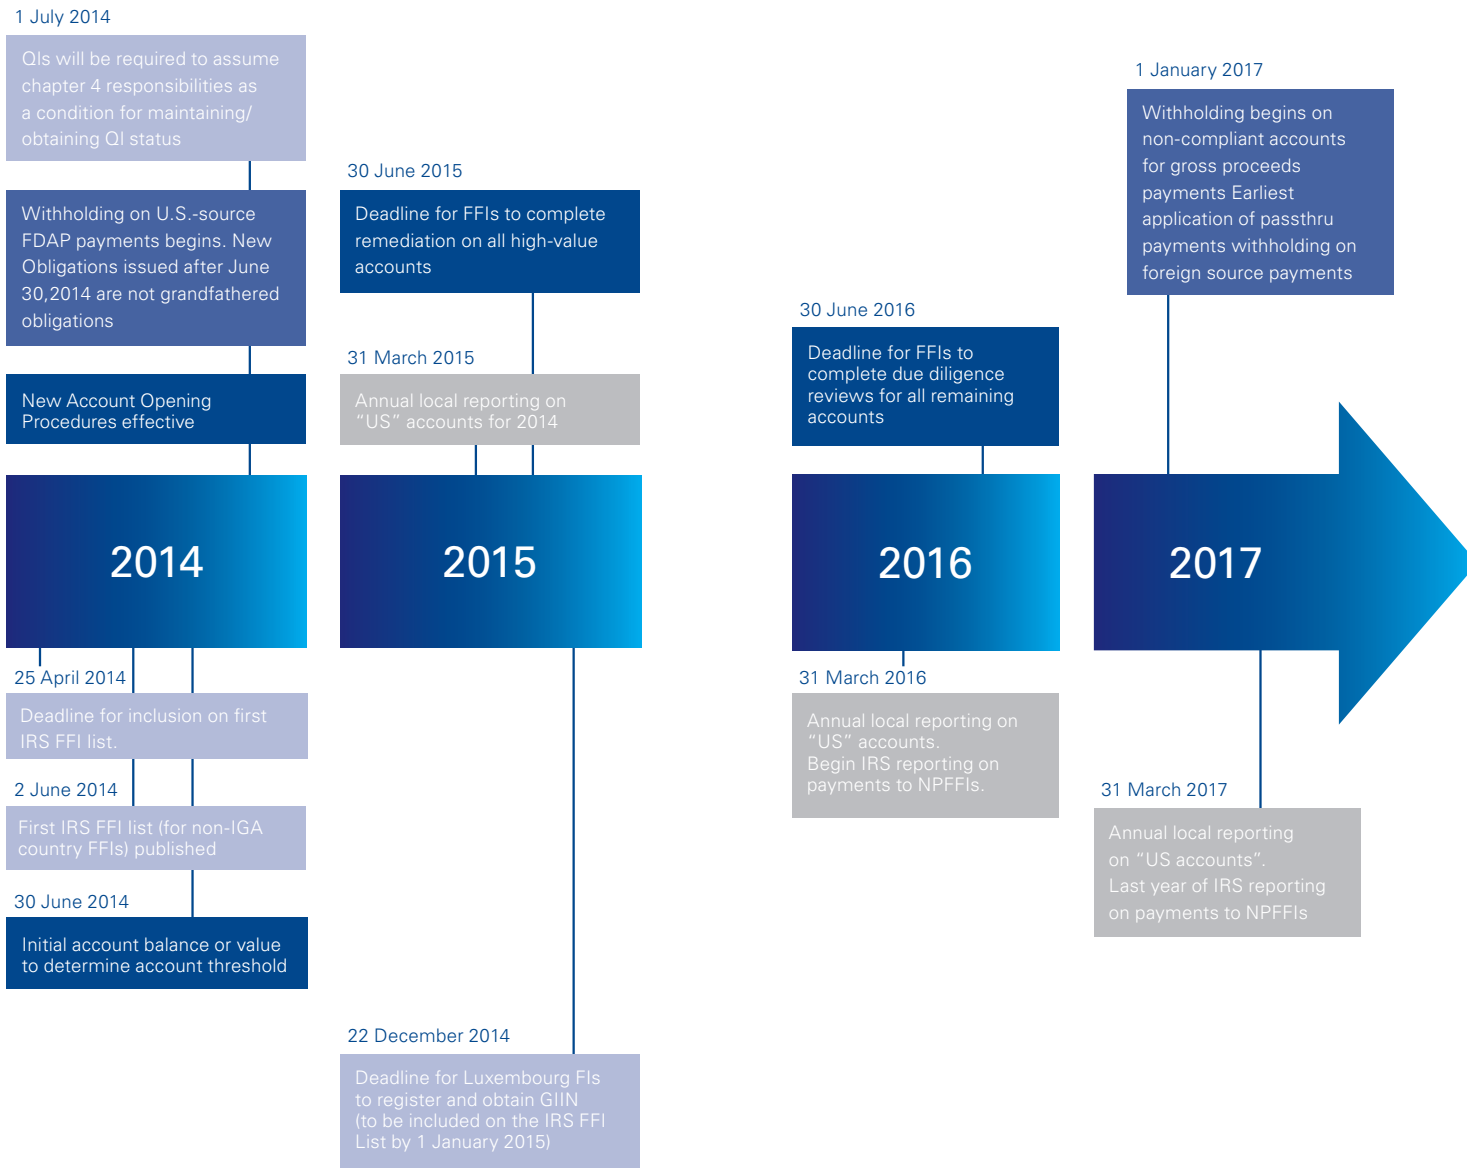 1 July 2014
QIs will be required to assume
chapter 4 responsibilities as
a condition for maintaining/
obtaining QI status
Withholding on U.S.-source
FDAP payments begins. New
Obligations issued after June
30,2014 are not grandfathered
obligations
New Account Opening
Procedures effective
2014
25 April 2014
Deadline for inclusion on first
IRS FFI list.
2 June 2014
First IRS FFI list (for non-IGA
country FFIs) published
30 June 2014
Initial account balance or value
to determine account threshold
30 June 2015
Deadline for FFIs to complete
remediation on all high-value
accounts
31 March 2015
Annual local reporting on
“US” accounts for 2014
2015
22 December 2014
Deadline for Luxembourg FIs
to register and obtain GIIN
(to be included on the IRS FFI
List by 1 January 2015)
30 June 2016
Deadline for FFIs to
complete due diligence
reviews for all remaining
accounts
2016
31 March 2016
Annual local reporting on
“US” accounts.
Begin IRS reporting on
payments to NPFFIs.
1 January 2017
Withholding begins on
non-compliant accounts
for gross proceeds
payments Earliest
application of passthru
payments withholding on
foreign source payments
2017
31 March 2017
Annual local reporting
on “US accounts”.
Last year of IRS reporting
on payments to NPFFIs